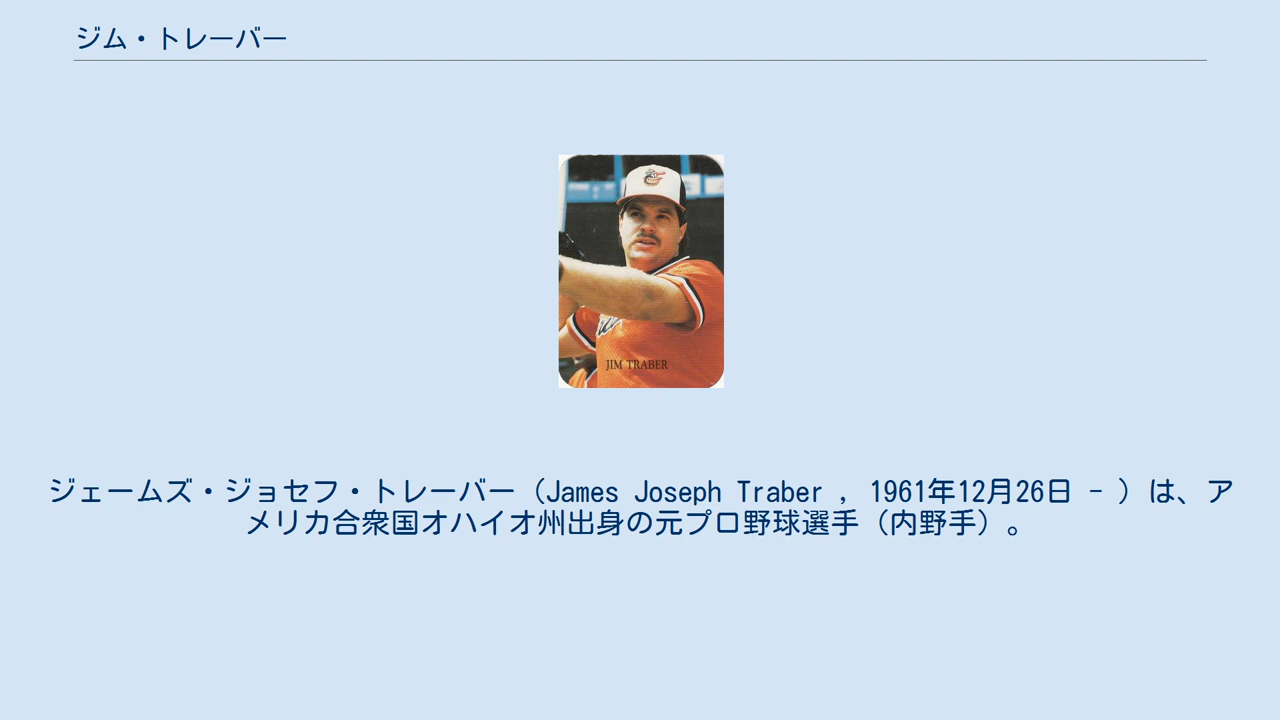 ジム・トレーバー
JIM TRABER
ジェームズ・ジョセフ・トレーバー（James Joseph Traber , 1961年12月26日 - ）は、ア
メリカ合衆国オハイオ州出身の元プロ野球選手（内野手）。